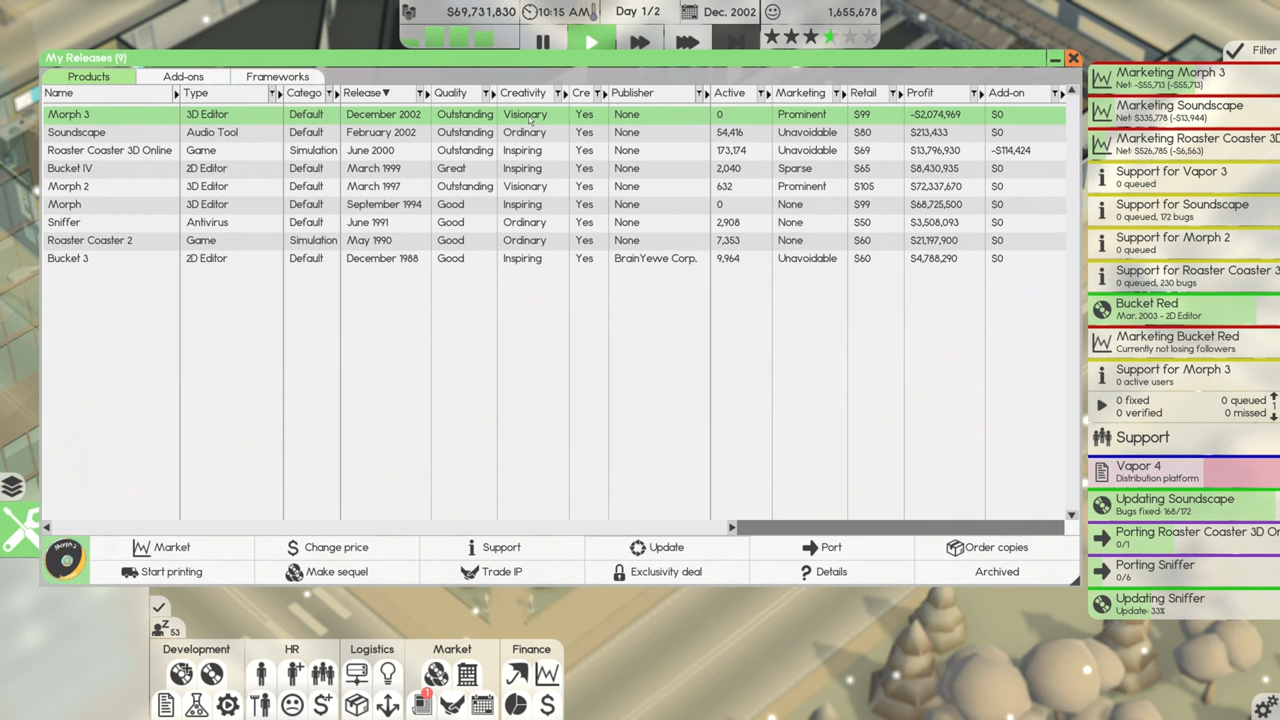 $69,731,830 10:15 AM Day 1/2 Dec. 2002 1,655,678
My Releases (9)
Products Add-ons Frameworks
Name Type Catego Release Quality Creativity Cre Publisher Active Marketing Retail Profit Add-on
Morph 3 3D Editor Default December 2002 Outstanding Visionary Yes None 0 Prominent $99 -$2,074,969 $0
Soundscape Audio Tool Default February 2002 Outstanding Ordinary Yes None 54,416 Unavoidable $80 $213,433 $0
Roaster Coaster 3D Online Game Simulation June 2000 Outstanding Inspiring Yes None 173,174 Unavoidable $69 $13,796,930 -$114,424
Bucket IV 2D Editor Default March 1999 Great Inspiring Yes None 2,040 Sparse $65 $8,430,935 $0
Morph 2 3D Editor Default March 1997 Outstanding Visionary Yes None 632 Prominent $105 $72,337,670 $0
Morph 3D Editor Default September 1994 Good Inspiring Yes None 0 None $99 $68,725,500 $0
Sniffer Antivirus Default June 1991 Good Ordinary Yes None 2,908 Unavoidable $50 $3,508,093 $0
Roaster Coaster 2 Game Simulation May 1990 Good Ordinary Yes None 7,353 None $60 $21,197,900 $0
Bucket 3 2D Editor Default December 1988 Good Inspiring Yes BrainYewe Corp. 9,964 Unavoidable $60 $4,788,290 $0
MORPH 3
Market Change price Support Update Port Order copies
Start printing Make sequel Trade IP Exclusivity deal Details Archived
Filter
Marketing Morph 3
Net: -$55,713 (-$55,713)
Marketing Soundscape
Net: $335,778 (-$13,944)
Marketing Roaster Coaster 3D
Net: $526,785 (-$6,563)
Support for Vapor 3
0 queued
Support for Soundscape
0 queued, 172 bugs
Support for Morph 2
0 queued
Support for Roaster Coaster 3
0 queued, 230 bugs
Bucket Red
Mar. 2003 - 2D Editor
Marketing Bucket Red
Currently not losing followers
Support for Morph 3
0 active users
0 fixed 0 queued
0 verified 0 missed
1
Support
Vapor 4
Distribution platform
Updating Soundscape
Bugs fixed: 168/172
Porting Roaster Coaster 3D On
0/1
Porting Sniffer
0/6
Updating Sniffer
Update: 33%
Z 53
Development HR Logistics Market Finance
1